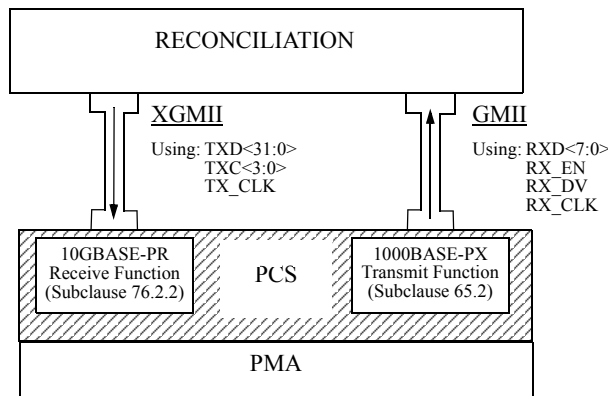 RECONCILIATION
XGMII
Using: TXD<31:0>
TXC<3:0>
TX_CLK
GMII
Using: RXD<7:0>
RX_EN
RX_DV
RX_CLK
10GBASE-PR
Receive Function
(Subclause 76.2.2)
PCS
1000BASE-PX
Transmit Function
(Subclause 65.2)
PMA